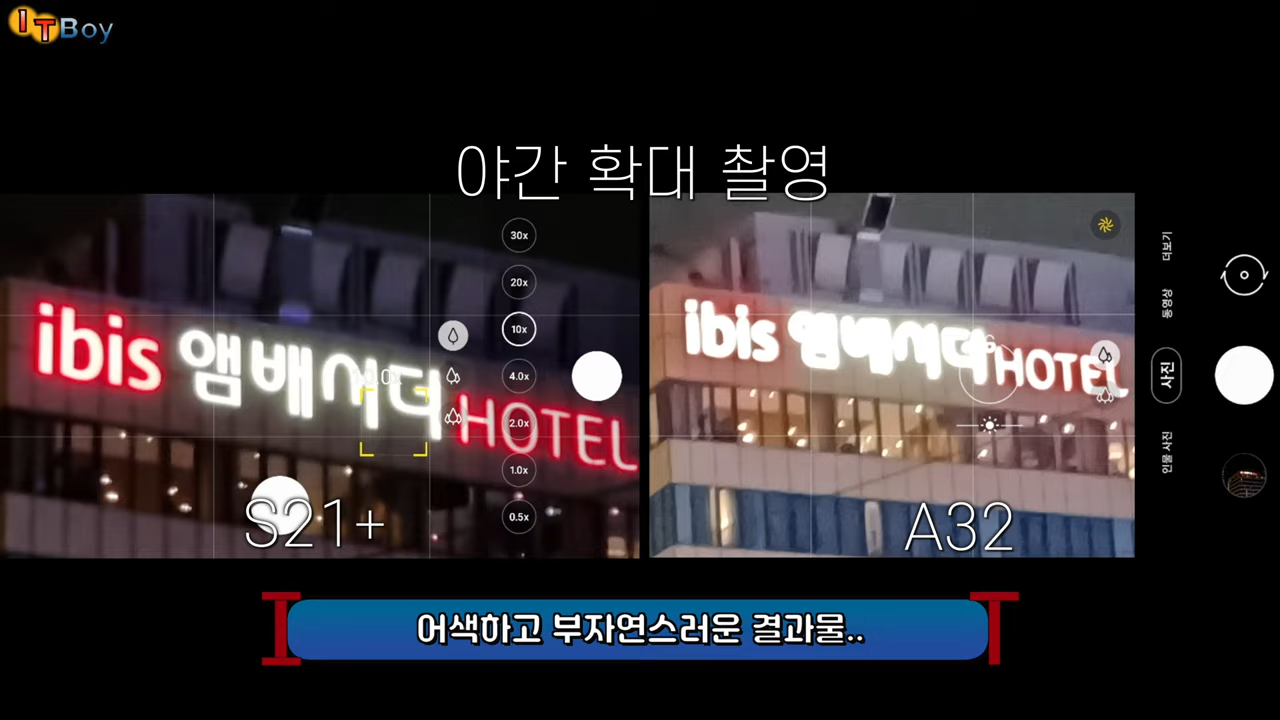 ITBoy
야간 확대 촬영
30x
20x
10x
4.0x
2.0x
1.0x
0.5x
ibis 앰배서더 HOTEL
ibis 앰배서더 HOTEL
더보기
동영상
사진
인물 사진
S21+
A32
어색하고 부자연스러운 결과물..